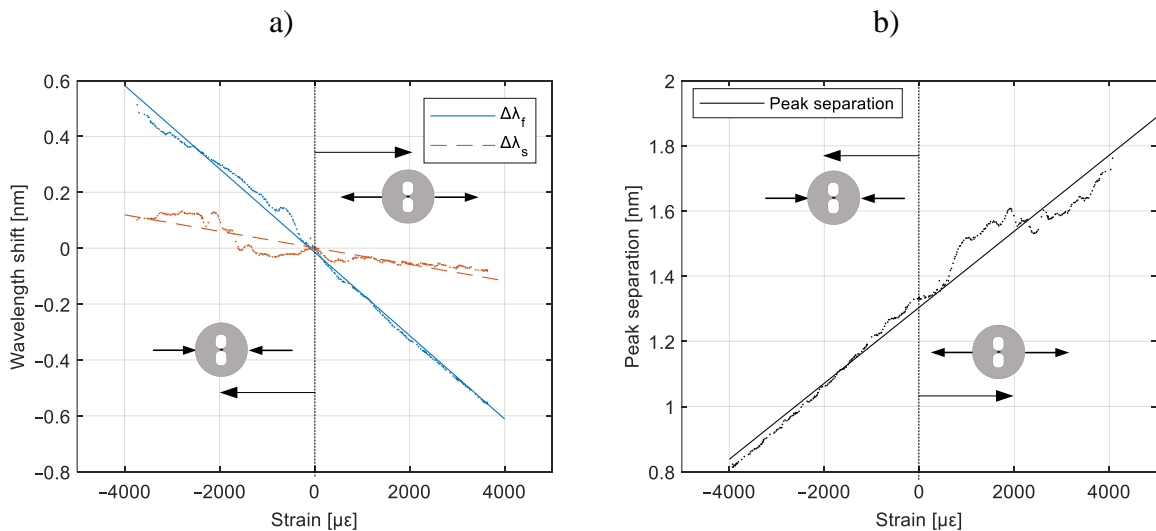 a)
Wavelength shift [nm]
0.6
0.4
0.2
0
−0.2
−0.4
−0.6
−0.8
Δλf
Δλs
−4000 −2000 0 2000 4000
Strain [με]
b)
Peak separation [nm]
2
1.8
1.6
1.4
1.2
1
0.8
Peak separation
−4000 −2000 0 2000 4000
Strain [με]